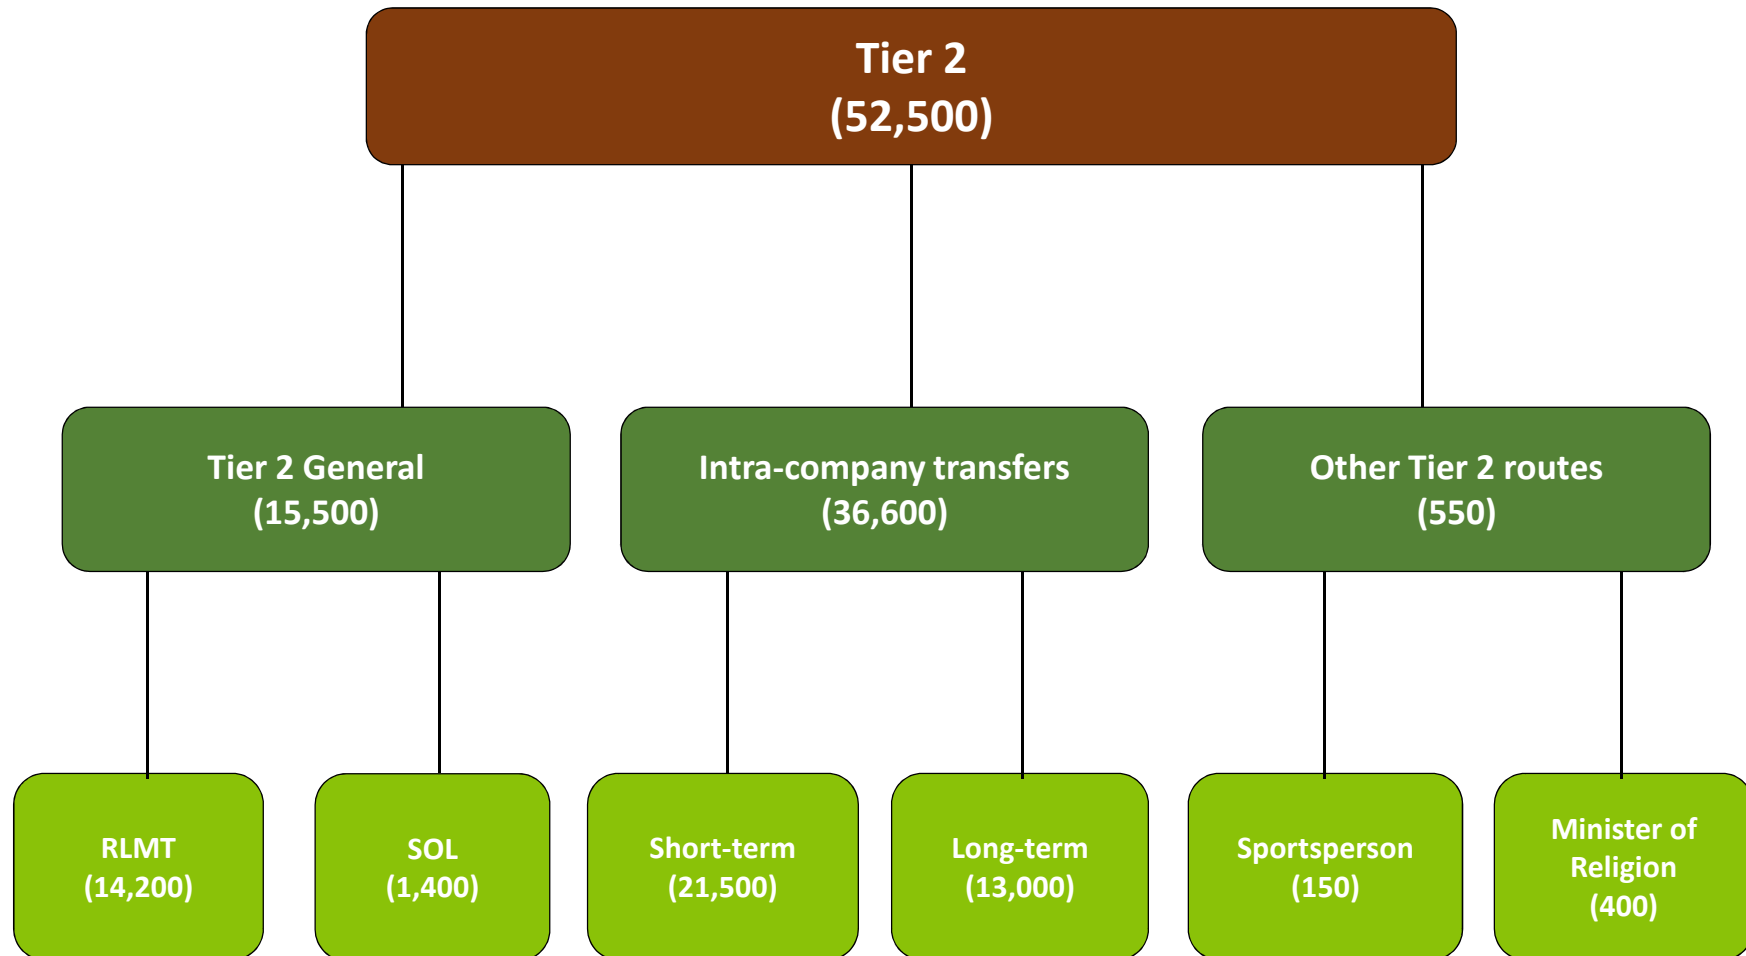 Tier 2
(52,500)
Tier 2 General
(15,500)
Intra-company transfers
(36,600)
Other Tier 2 routes
(550)
RLMT
(14,200)
SOL
(1,400)
Short-term
(21,500)
Long-term
(13,000)
Sportsperson
(150)
Minister of
Religion
(400)